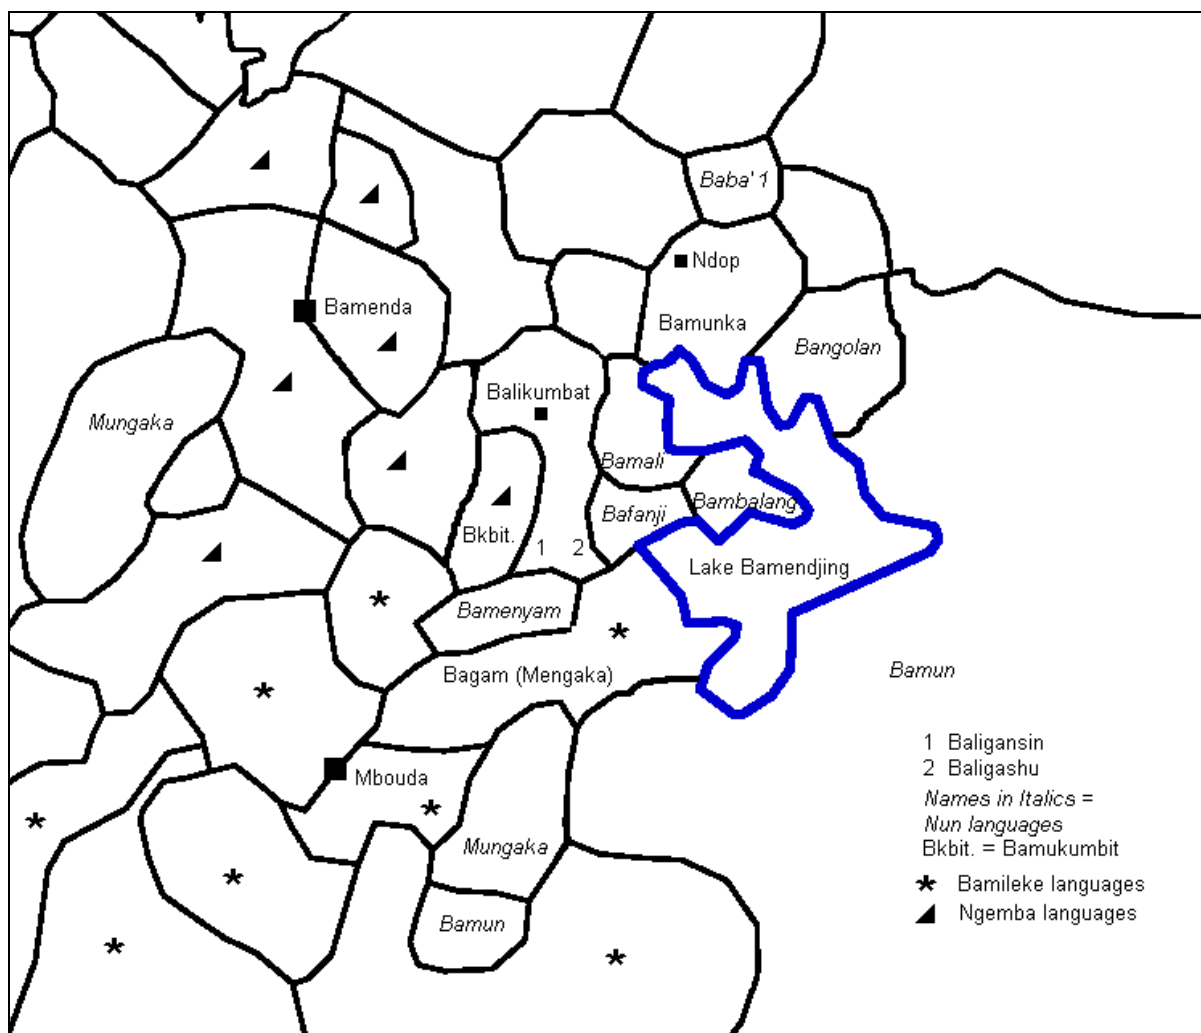 Baba' 1
Ndop
Bamenda
Bamunka
Bangolan
Balikumbat
Mungaka
Bamali
Bambalang
Bafanji
Bkbit.
1
2
Lake Bamendjing
Bamenyam
Bagam (Mengaka)
Bamun
1 Baligansin
2 Baligashu
Names in Italics =
Nun languages
Bkbit. = Bamukumbit
Bamileke languages
Ngemba languages
Mbouda
Mungaka
Bamun